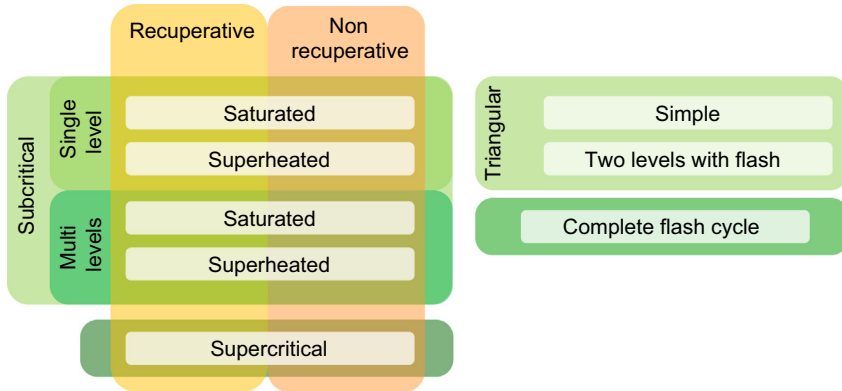 Recuperative
Non
recuperative
Subcritical
Single
level
Saturated
Superheated
Multi
levels
Saturated
Superheated
Supercritical
Triangular
Simple
Two levels with flash
Complete flash cycle